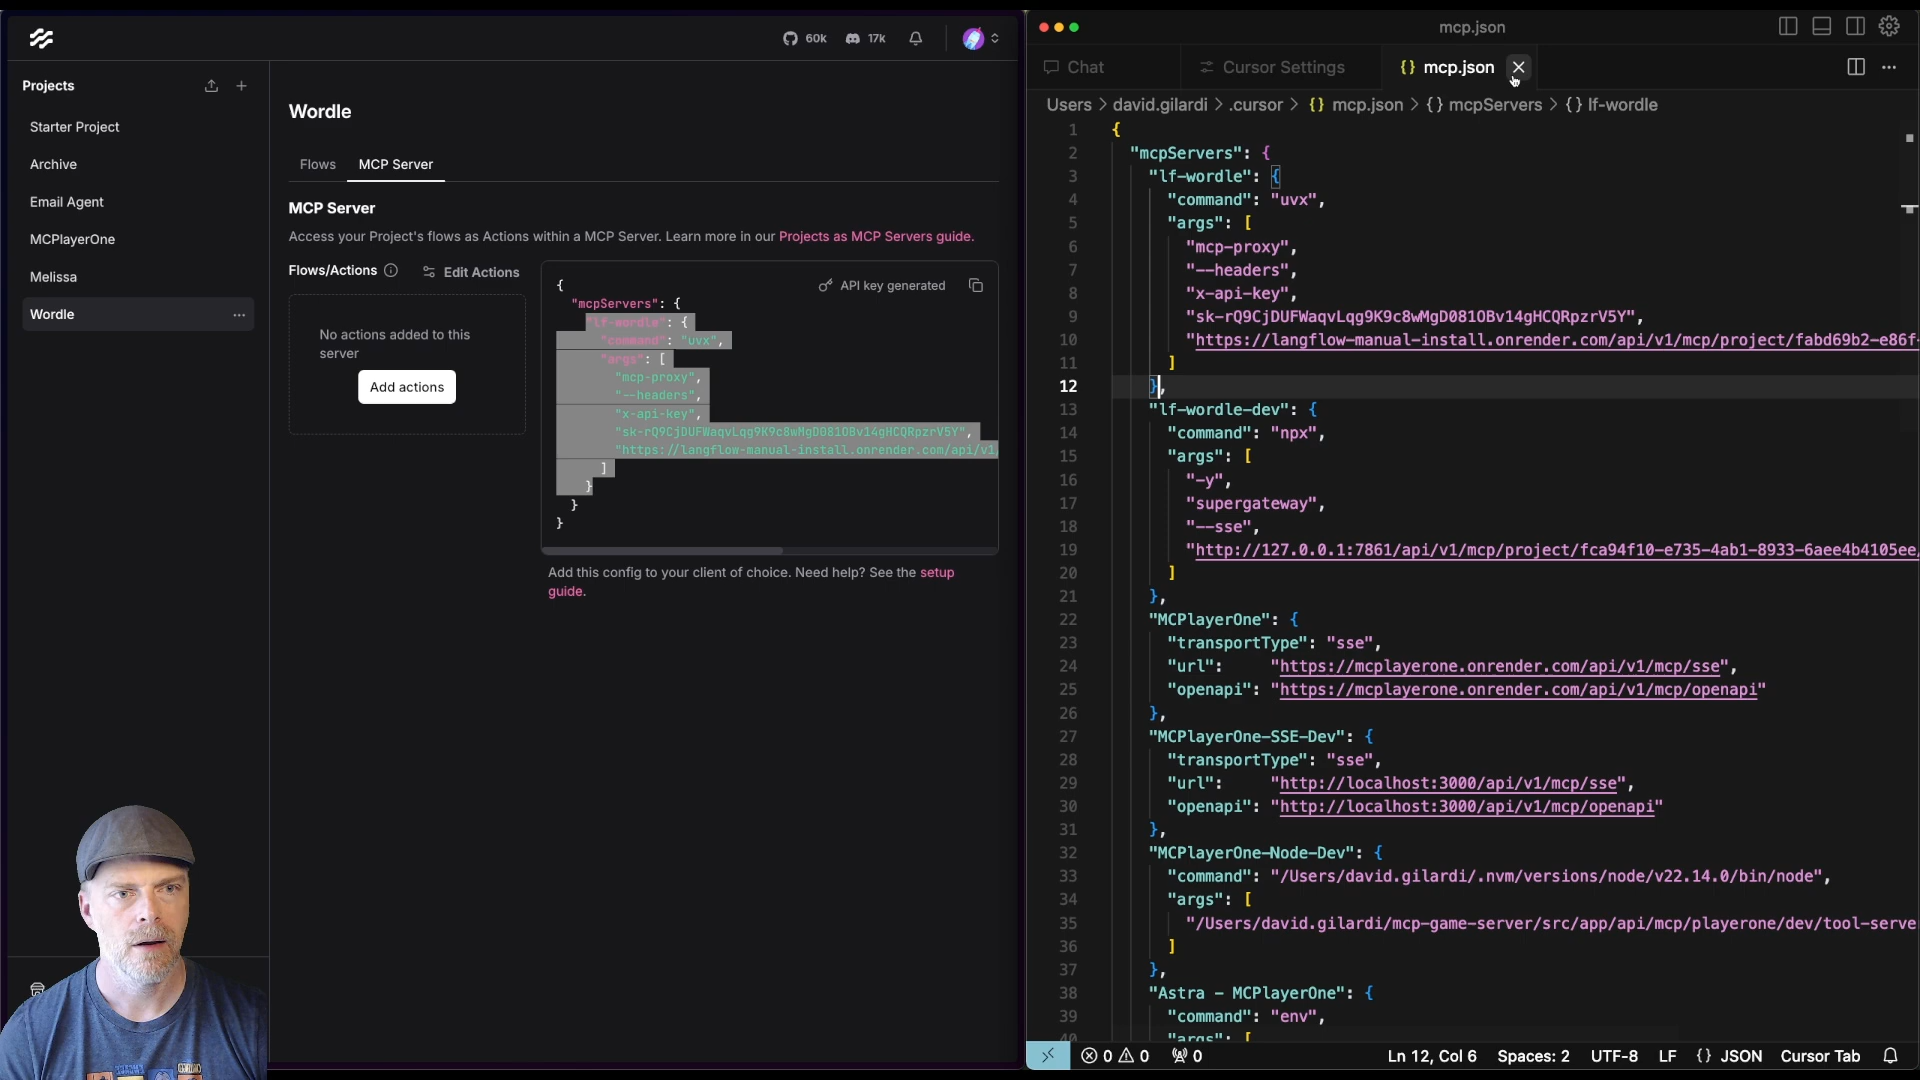 60k
17k
Projects
Starter Project
Archive
Email Agent
MCPlayerOne
Melissa
Wordle
Wordle
Flows
MCP Server
MCP Server
Access your Project's flows as Actions within a MCP Server. Learn more in our Projects as MCP Servers guide.
Flows/Actions
Edit Actions
No actions added to this
server
Add actions
API key generated
{
"mcpServers": {
"lf-wordle": {
"command": "uvx",
"args": [
"mcp-proxy",
"--headers",
"x-api-key",
"sk-rQ9CjDUFWaqvLqg9K9c8wMgD081OBv14gHCQRpzrV5Y",
"https://langflow-manual-install.onrender.com/api/v1/
]
}
}
}
Add this config to your client of choice. Need help? See the setup
guide.
mcp.json
Chat
Cursor Settings
{} mcp.json
Users > david.gilardi > .cursor > {} mcp.json > {} mcpServers > {} lf-wordle
1 {
2 "mcpServers": {
3 "lf-wordle": {
4 "command": "uvx",
5 "args": [
6 "mcp-proxy",
7 "--headers",
8 "x-api-key",
9 "sk-rQ9CjDUFWaqvLqg9K9c8wMgD081OBv14gHCQRpzrV5Y",
10 "https://langflow-manual-install.onrender.com/api/v1/mcp/project/fabd69b2-e86f-
11 ]
12 },
13 "lf-wordle-dev": {
14 "command": "npx",
15 "args": [
16 "-y",
17 "supergateway",
18 "--sse",
19 "http://127.0.0.1:7861/api/v1/mcp/project/fca94f10-e735-4ab1-8933-6aee4b4105ee/
20 ]
21 },
22 "MCPlayerOne": {
23 "transportType": "sse",
24 "url": "https://mcplayerone.onrender.com/api/v1/mcp/sse",
25 "openapi": "https://mcplayerone.onrender.com/api/v1/mcp/openapi"
26 },
27 "MCPlayerOne-SSE-Dev": {
28 "transportType": "sse",
29 "url": "http://localhost:3000/api/v1/mcp/sse",
30 "openapi": "http://localhost:3000/api/v1/mcp/openapi"
31 },
32 "MCPlayerOne-Node-Dev": {
33 "command": "/Users/david.gilardi/.nvm/versions/node/v22.14.0/bin/node",
34 "args": [
35 "/Users/david.gilardi/mcp-game-server/src/app/api/mcp/playerone/dev/tool-serve
36 ]
37 },
38 "Astra - MCPlayerOne": {
39 "command": "env",
40 "args": [
0 0 0
Ln 12, Col 6
Spaces: 2
UTF-8
LF
{} JSON
Cursor Tab